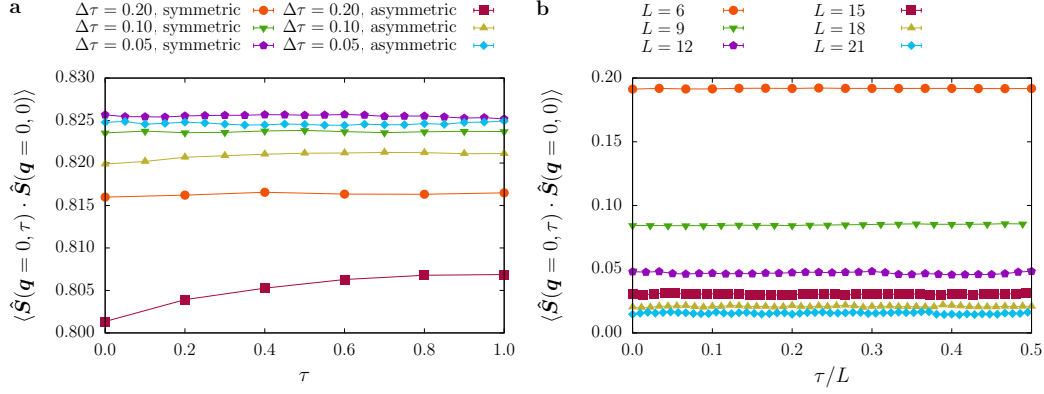 a
Δτ = 0.20, symmetric
Δτ = 0.10, symmetric
Δτ = 0.05, symmetric
Δτ = 0.20, asymmetric
Δτ = 0.10, asymmetric
Δτ = 0.05, asymmetric
⟨Ŝ(q = 0, τ) · Ŝ(q = 0, 0)⟩
0.830
0.825
0.820
0.815
0.810
0.805
0.800
0.0 0.2 0.4 0.6 0.8 1.0
τ
b
L = 6
L = 9
L = 12
L = 15
L = 18
L = 21
⟨Ŝ(q = 0, τ) · Ŝ(q = 0, 0)⟩
0.20
0.15
0.10
0.05
0.00
0.0 0.1 0.2 0.3 0.4 0.5
τ/L